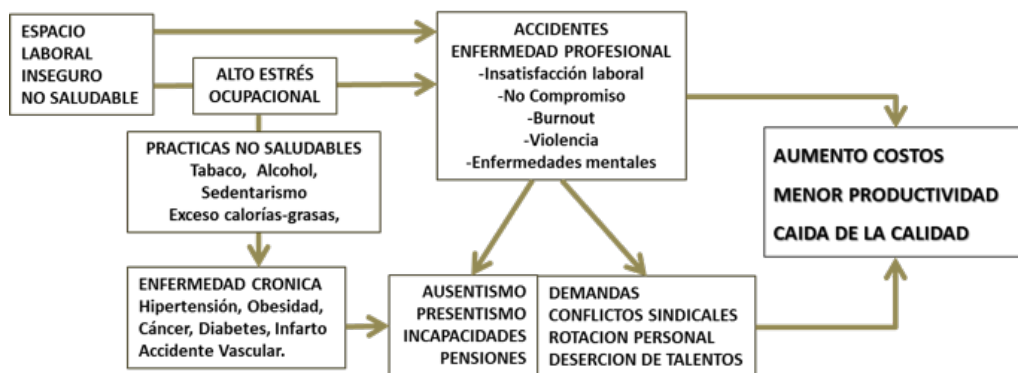 ESPACIO
LABORAL
INSEGURO
NO SALUDABLE
ALTO ESTRÉS
OCUPACIONAL
PRACTICAS NO SALUDABLES
Tabaco, Alcohol,
Sedentarismo
Exceso calorías-grasas,
ENFERMEDAD CRONICA
Hipertensión, Obesidad,
Cáncer, Diabetes, Infarto
Accidente Vascular.
ACCIDENTES
ENFERMEDAD PROFESIONAL
-Insatisfacción laboral
-No Compromiso
-Burnout
-Violencia
-Enfermedades mentales
AUSENTISMO
PRESENTISMO
INCAPACIDADES
PENSIONES
DEMANDAS
CONFLICTOS SINDICALES
ROTACION PERSONAL
DESERCION DE TALENTOS
AUMENTO COSTOS
MENOR PRODUCTIVIDAD
CAIDA DE LA CALIDAD